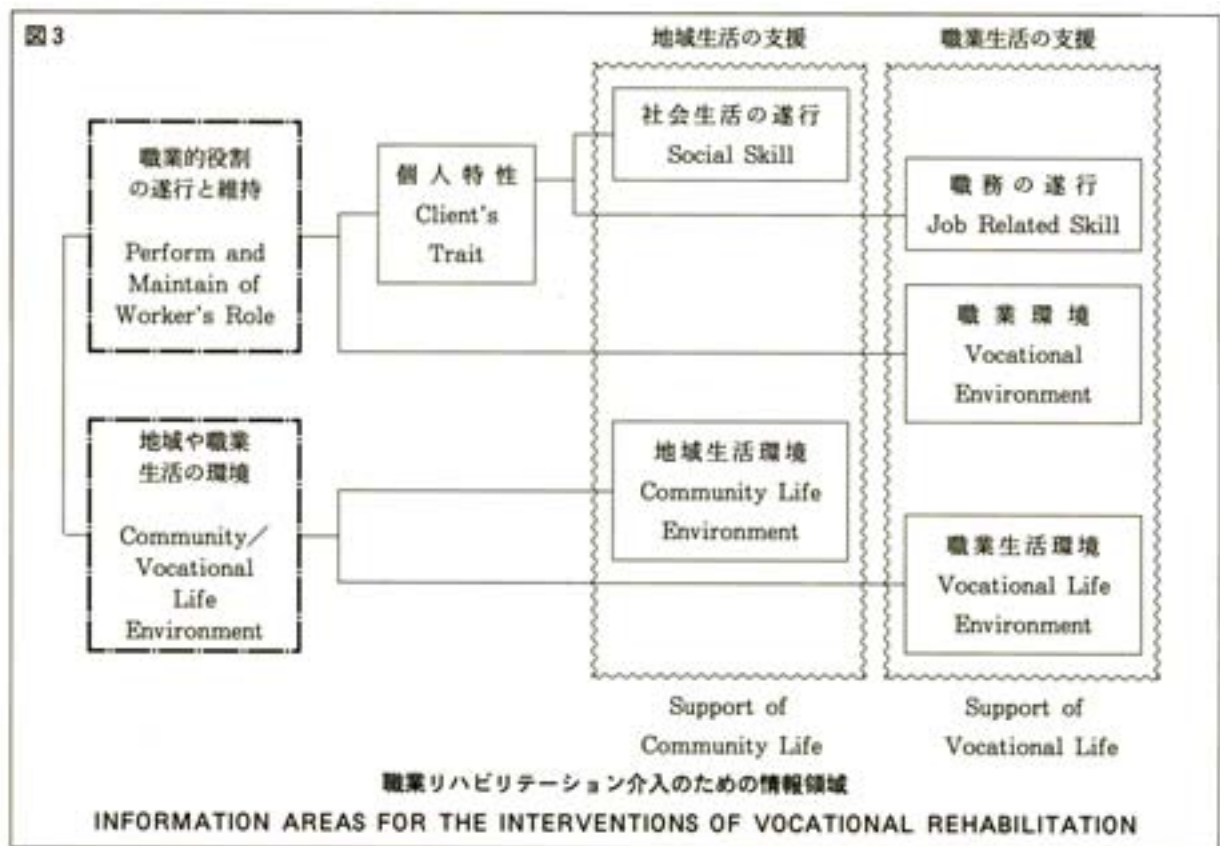 図3
地域生活の支援
職業生活の支援
職業的役割
の遂行と維持
Perform and
Maintain of
Worker's Role
個人特性
Client's
Trait
社会生活の遂行
Social Skill
職務の遂行
Job Related Skill
職業環境
Vocational
Environment
地域や職業
生活の環境
Community/
Vocational
Life
Environment
地域生活環境
Community Life
Environment
職業生活環境
Vocational Life
Environment
Support of
Community Life
Support of
Vocational Life
職業リハビリテーション介入のための情報領域
INFORMATION AREAS FOR THE INTERVENTIONS OF VOCATIONAL REHABILITATION